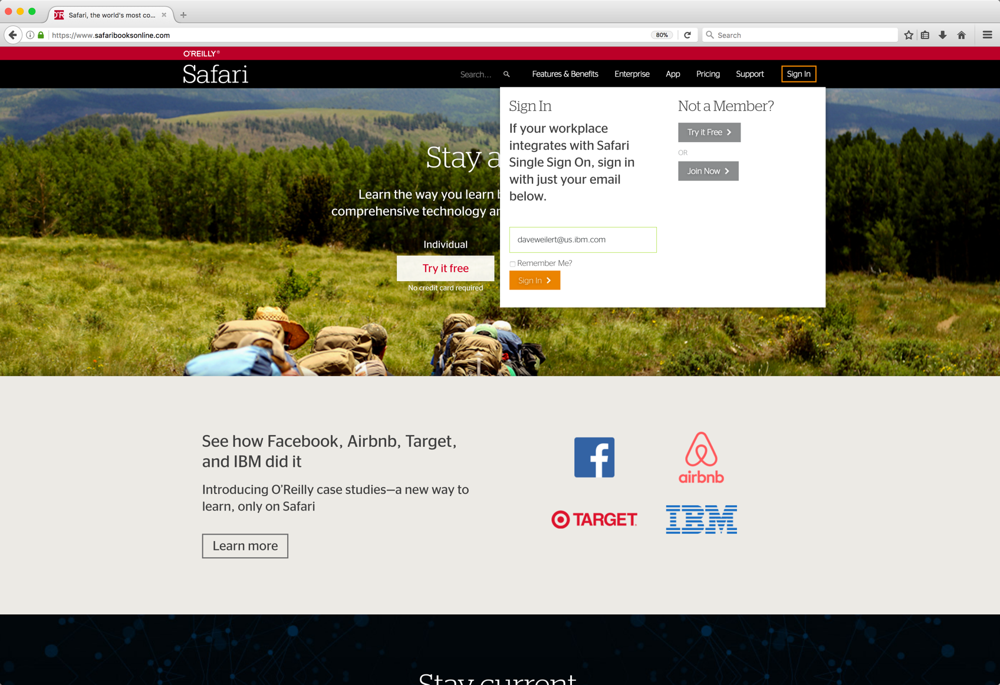 O'R Safari, the world's most co...
https://www.safaribooksonline.com
80%
Search
O'REILLY®
Safari
Search...
Features & Benefits
Enterprise
App
Pricing
Support
Sign In
Stay a
Learn the way you learn b
comprehensive technology an
Individual
Try it free
No credit card required
Sign In
If your workplace
integrates with Safari
Single Sign On, sign in
with just your email
below.
daveweilert@us.ibm.com
Remember Me?
Sign In
Not a Member?
Try it Free
OR
Join Now
See how Facebook, Airbnb, Target,
and IBM did it
Introducing O'Reilly case studies—a new way to
learn, only on Safari
Learn more
f
airbnb
TARGET
IBM
Stay current